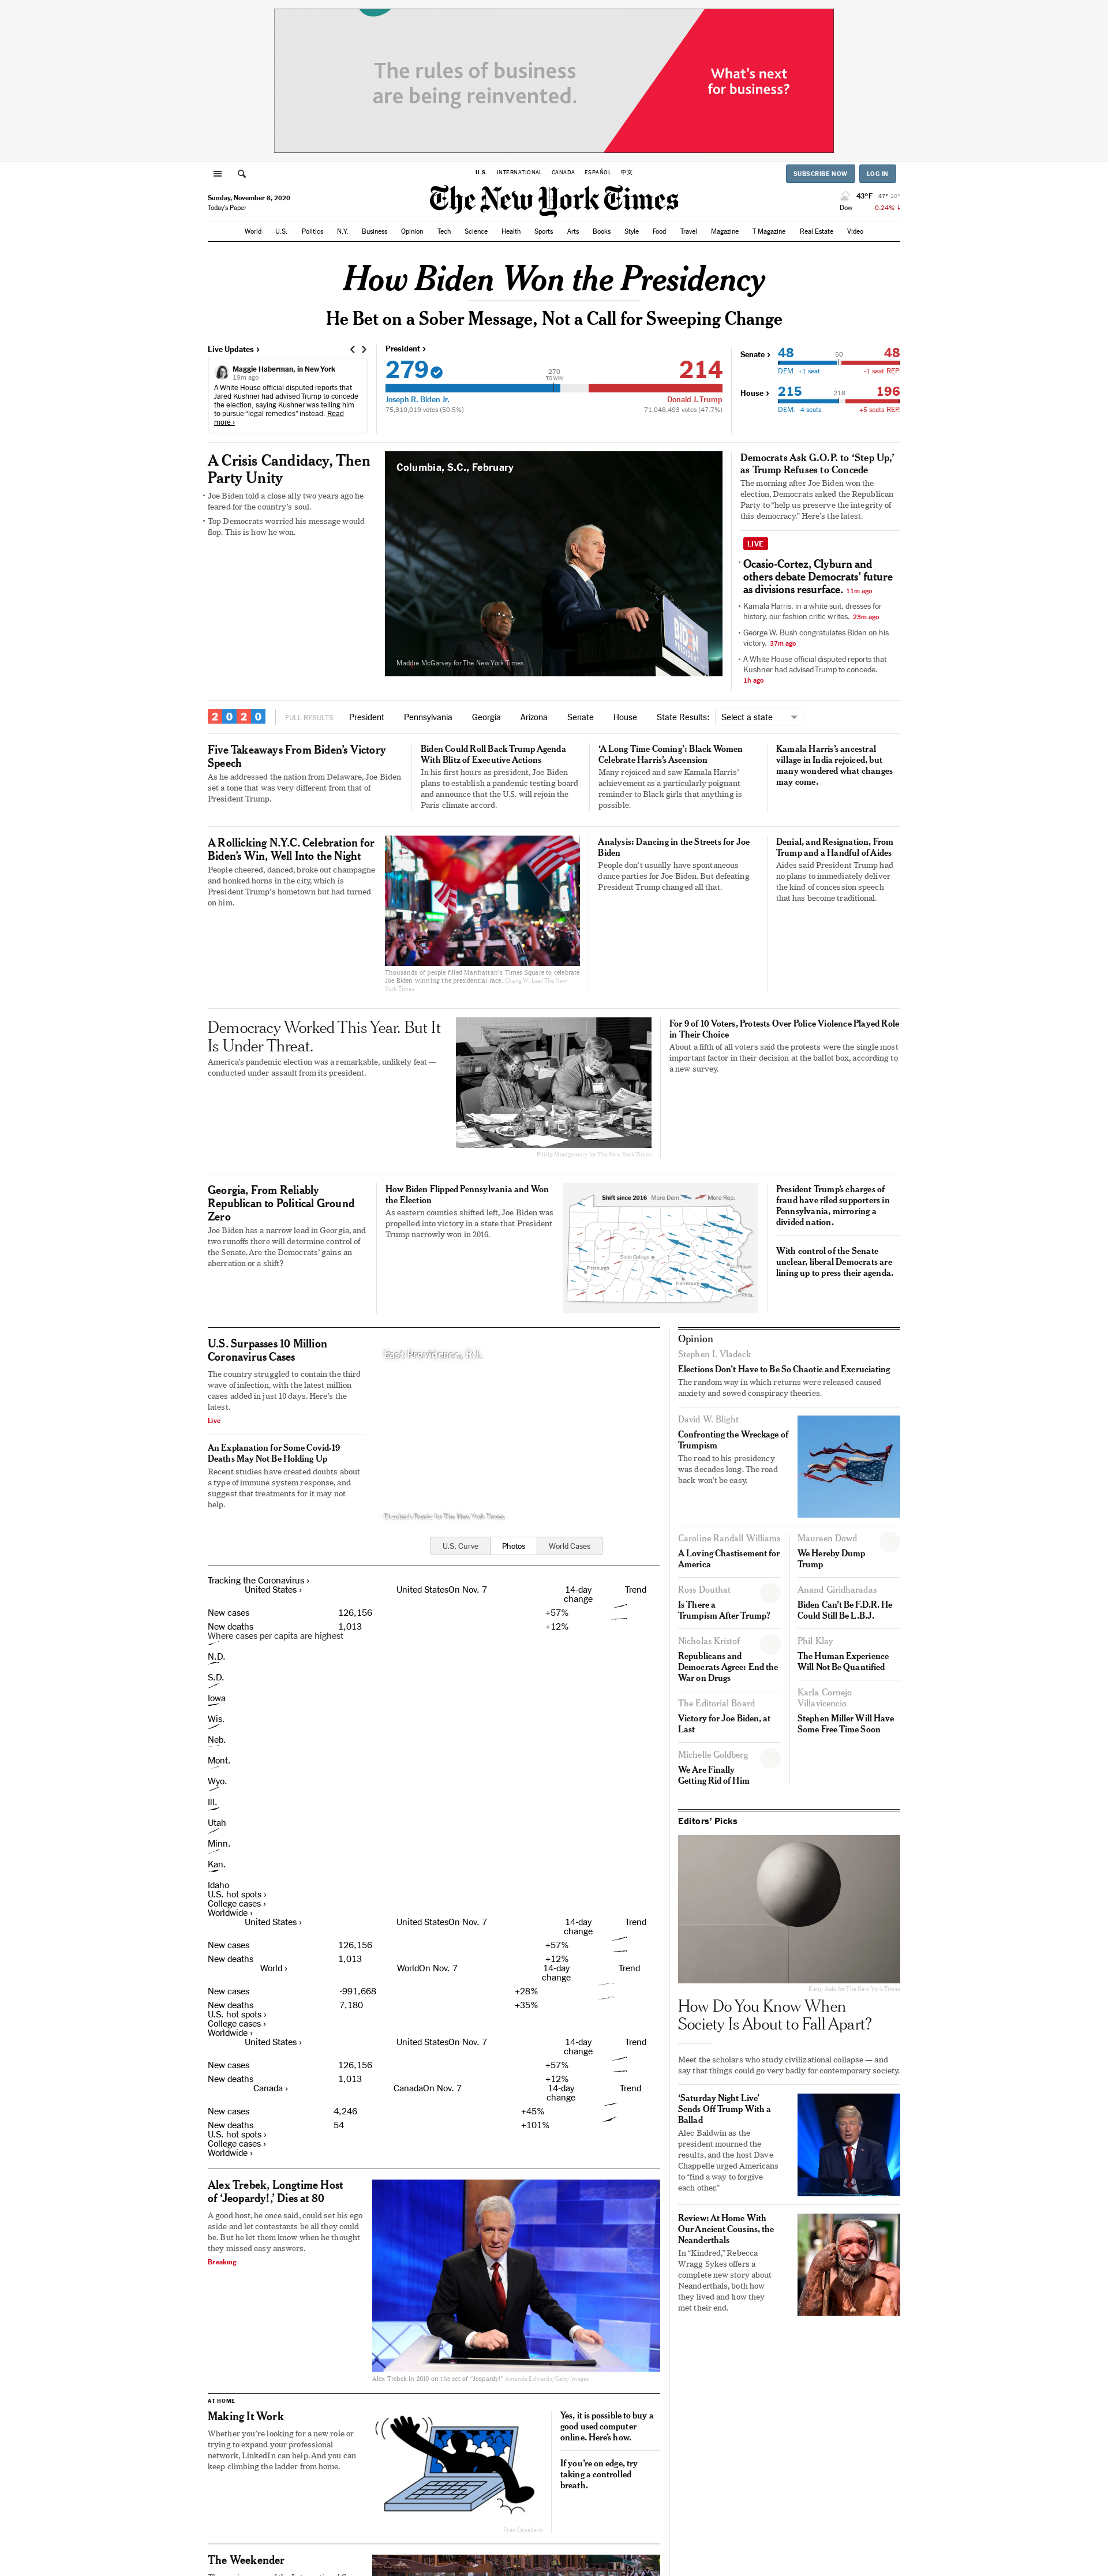 The rules of business
are being reinvented.
What's next
for business?
U.S. INTERNATIONAL CANADA ESPAÑOL 中文
SUBSCRIBE NOW LOG IN
Sunday, November 8, 2020
Today's Paper
The New York Times
43°F 47° 20°
Dow -0.24% ↓
World U.S. Politics N.Y. Business Opinion Tech Science Health Sports Arts Books Style Food Travel Magazine T Magazine Real Estate Video
How Biden Won the Presidency
He Bet on a Sober Message, Not a Call for Sweeping Change
Live Updates ›
Maggie Haberman, in New York
19m ago
A White House official disputed reports that
Jared Kushner had advised Trump to concede
the election, saying Kushner was telling him
to pursue “legal remedies” instead. Read
more ›
President ›
279 214
270
TO WIN
Joseph R. Biden Jr. Donald J. Trump
75,310,019 votes (50.5%) 71,048,493 votes (47.7%)
Senate › 48 50 48
DEM. +1 seat -1 seat REP.
House › 215 218 196
DEM. -4 seats +5 seats REP.
A Crisis Candidacy, Then
Party Unity
• Joe Biden told a close ally two years ago he
feared for the country’s soul.
• Top Democrats worried his message would
flop. This is how he won.
Columbia, S.C., February
BIDEN
Maddie McGarvey for The New York Times
Democrats Ask G.O.P. to ‘Step Up,’
as Trump Refuses to Concede
The morning after Joe Biden won the
election, Democrats asked the Republican
Party to “help us preserve the integrity of
this democracy.” Here’s the latest.
LIVE
• Ocasio-Cortez, Clyburn and
others debate Democrats’ future
as divisions resurface. 11m ago
• Kamala Harris, in a white suit, dresses for
history, our fashion critic writes. 23m ago
• George W. Bush congratulates Biden on his
victory. 37m ago
• A White House official disputed reports that
Kushner had advised Trump to concede.
1h ago
2020 FULL RESULTS President Pennsylvania Georgia Arizona Senate House State Results: Select a state
Five Takeaways From Biden’s Victory
Speech
As he addressed the nation from Delaware, Joe Biden
set a tone that was very different from that of
President Trump.
Biden Could Roll Back Trump Agenda
With Blitz of Executive Actions
In his first hours as president, Joe Biden
plans to establish a pandemic testing board
and announce that the U.S. will rejoin the
Paris climate accord.
‘A Long Time Coming’: Black Women
Celebrate Harris’s Ascension
Many rejoiced and saw Kamala Harris’
achievement as a particularly poignant
reminder to Black girls that anything is
possible.
Kamala Harris’s ancestral
village in India rejoiced, but
many wondered what changes
may come.
A Rollicking N.Y.C. Celebration for
Biden’s Win, Well Into the Night
People cheered, danced, broke out champagne
and honked horns in the city, which is
President Trump’s hometown but had turned
on him.
Thousands of people filled Manhattan’s Times Square to celebrate
Joe Biden winning the presidential race. Chang W. Lee/The New
York Times
Analysis: Dancing in the Streets for Joe
Biden
People don’t usually have spontaneous
dance parties for Joe Biden. But defeating
President Trump changed all that.
Denial, and Resignation, From
Trump and a Handful of Aides
Aides said President Trump had
no plans to immediately deliver
the kind of concession speech
that has become traditional.
Democracy Worked This Year. But It
Is Under Threat.
America’s pandemic election was a remarkable, unlikely feat —
conducted under assault from its president.
Philip Montgomery for The New York Times
For 9 of 10 Voters, Protests Over Police Violence Played Role
in Their Choice
About a fifth of all voters said the protests were the single most
important factor in their decision at the ballot box, according to
a new survey.
Georgia, From Reliably
Republican to Political Ground
Zero
Joe Biden has a narrow lead in Georgia, and
two runoffs there will determine control of
the Senate. Are the Democrats’ gains an
aberration or a shift?
How Biden Flipped Pennsylvania and Won
the Election
As eastern counties shifted left, Joe Biden was
propelled into victory in a state that President
Trump narrowly won in 2016.
Shift since 2016 More Dem. More Rep.
State College
Pittsburgh
Allentown
Harrisburg
Phila.
President Trump’s charges of
fraud have riled supporters in
Pennsylvania, mirroring a
divided nation.
With control of the Senate
unclear, liberal Democrats are
lining up to press their agenda.
U.S. Surpasses 10 Million
Coronavirus Cases
The country struggled to contain the third
wave of infection, with the latest million
cases added in just 10 days. Here’s the
latest.
Live
An Explanation for Some Covid-19
Deaths May Not Be Holding Up
Recent studies have created doubts about
a type of immune system response, and
suggest that treatments for it may not
help.
East Providence, R.I.
Elizabeth Frantz for The New York Times
U.S. Curve Photos World Cases
Tracking the Coronavirus ›
United States › United StatesOn Nov. 7 14-day
change Trend
New cases 126,156 +57%
New deaths 1,013 +12%
Where cases per capita are highest
N.D.
S.D.
Iowa
Wis.
Neb.
Mont.
Wyo.
Ill.
Utah
Minn.
Kan.
Idaho
U.S. hot spots ›
College cases ›
Worldwide ›
United States › United StatesOn Nov. 7 14-day
change Trend
New cases 126,156 +57%
New deaths 1,013 +12%
World › WorldOn Nov. 7 14-day
change Trend
New cases -991,668 +28%
New deaths 7,180 +35%
U.S. hot spots ›
College cases ›
Worldwide ›
United States › United StatesOn Nov. 7 14-day
change Trend
New cases 126,156 +57%
New deaths 1,013 +12%
Canada › CanadaOn Nov. 7 14-day
change Trend
New cases 4,246 +45%
New deaths 54 +101%
U.S. hot spots ›
College cases ›
Worldwide ›
Alex Trebek, Longtime Host
of ‘Jeopardy!,’ Dies at 80
A good host, he once said, could set his ego
aside and let contestants be all they could
be. But he let them know when he thought
they missed easy answers.
Breaking
Alex Trebek in 2010 on the set of “Jeopardy!” Amanda Edwards/Getty Images
AT HOME
Making It Work
Whether you’re looking for a new role or
trying to expand your professional
network, LinkedIn can help. And you can
keep climbing the ladder from home.
Fran Caballero
Yes, it is possible to buy a
good used computer
online. Here’s how.
If you’re on edge, try
taking a controlled
breath.
The Weekender
Opinion
Stephen I. Vladeck
Elections Don’t Have to Be So Chaotic and Excruciating
The random way in which returns were released caused
anxiety and sowed conspiracy theories.
David W. Blight
Confronting the Wreckage of
Trumpism
The road to his presidency
was decades long. The road
back won’t be easy.
Caroline Randall Williams
A Loving Chastisement for
America
Maureen Dowd
We Hereby Dump
Trump
Ross Douthat
Is There a
Trumpism After Trump?
Anand Giridharadas
Biden Can’t Be F.D.R. He
Could Still Be L.B.J.
Nicholas Kristof
Republicans and
Democrats Agree: End the
War on Drugs
Phil Klay
The Human Experience
Will Not Be Quantified
The Editorial Board
Victory for Joe Biden, at
Last
Karla Cornejo
Villavicencio
Stephen Miller Will Have
Some Free Time Soon
Michelle Goldberg
We Are Finally
Getting Rid of Him
Editors’ Picks
Kenji Aoki for The New York Times
How Do You Know When
Society Is About to Fall Apart?
Meet the scholars who study civilizational collapse — and
say that things could go very badly for contemporary society.
‘Saturday Night Live’
Sends Off Trump With a
Ballad
Alec Baldwin as the
president mourned the
results, and the host Dave
Chappelle urged Americans
to “find a way to forgive
each other.”
Review: At Home With
Our Ancient Cousins, the
Neanderthals
In “Kindred,” Rebecca
Wragg Sykes offers a
complete new story about
Neanderthals, both how
they lived and how they
met their end.